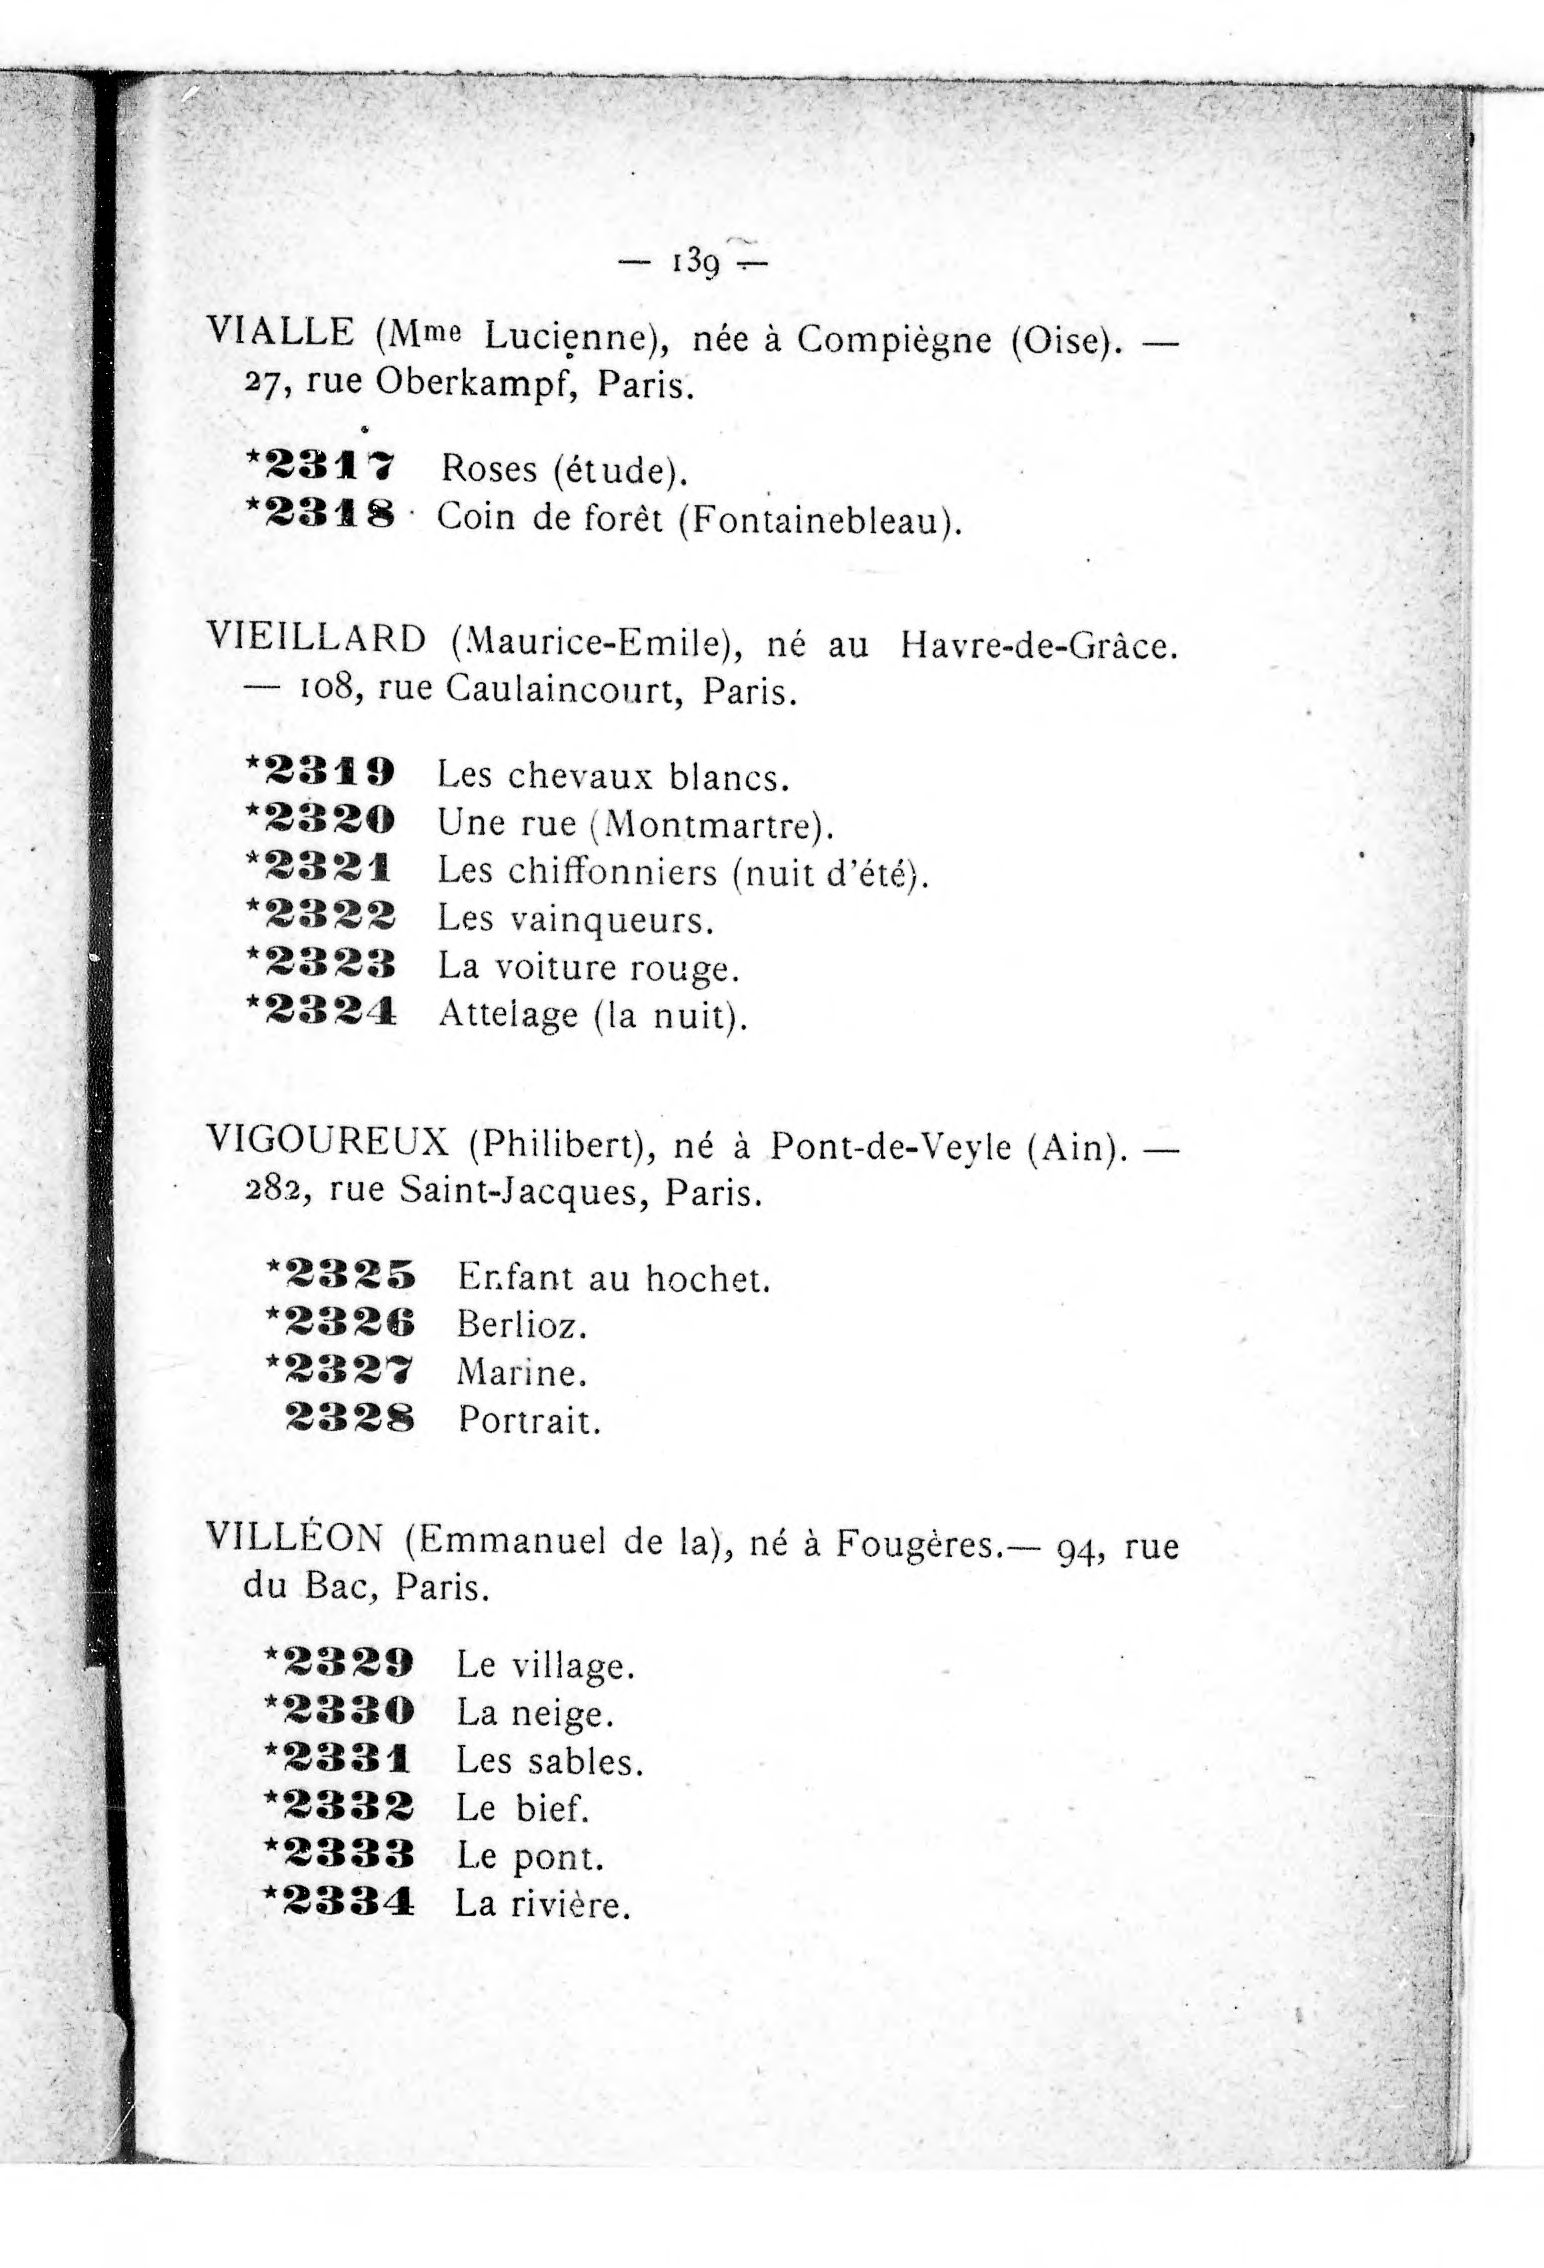 — 139 —
VIALLE (Mme Lucienne), née à Compiègne (Oise). —
27, rue Oberkampf, Paris.
*2317 Roses (étude).
*2318 Coin de forêt (Fontainebleau).
VIEILLARD (Maurice-Emile), né au Havre-de-Grâce.
— 108, rue Caulaincourt, Paris.
*2319 Les chevaux blancs.
*2320 Une rue (Montmartre).
*2321 Les chiffonniers (nuit d'été).
*2322 Les vainqueurs.
*2323 La voiture rouge.
*2324 Attelage (la nuit).
VIGOUREUX (Philibert), né à Pont-de-Veyle (Ain). —
282, rue Saint-Jacques, Paris.
*2325 Enfant au hochet.
*2326 Berlioz.
*2327 Marine.
2328 Portrait.
VILLÉON (Emmanuel de la), né à Fougères.— 94, rue
du Bac, Paris.
*2329 Le village.
*2330 La neige.
*2331 Les sables.
*2332 Le bief.
*2333 Le pont.
*2334 La rivière.